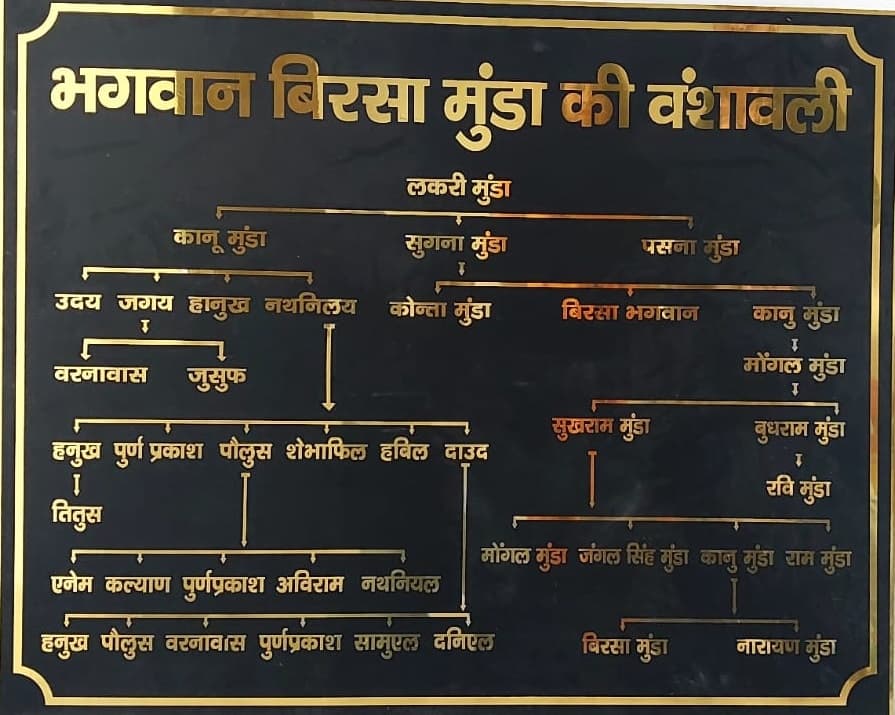 भगवान बिरसा मुंडा की वंशावली
लकरी मुंडा
कानू मुंडा सुगना मुंडा पसना मुंडा
उदय जगय हानुख नथनिलय कोन्ता मुंडा बिरसा भगवान कानु मुंडा
वरनावास जुसुफ मोंगल मुंडा
सुखराम मुंडा बुधराम मुंडा
हनुख पुर्ण प्रकाश पौलुस शेभाफिल हबिल दाउद
रवि मुंडा
तितुस
मोंगल मुंडा जंगल सिंह मुंडा कानु मुंडा राम मुंडा
एनेम कल्याण पुर्णप्रकाश अविराम नथनियल
हनुख पौलुस वरनावास पुर्णप्रकाश सामुएल दनिएल बिरसा मुंडा नारायण मुंडा